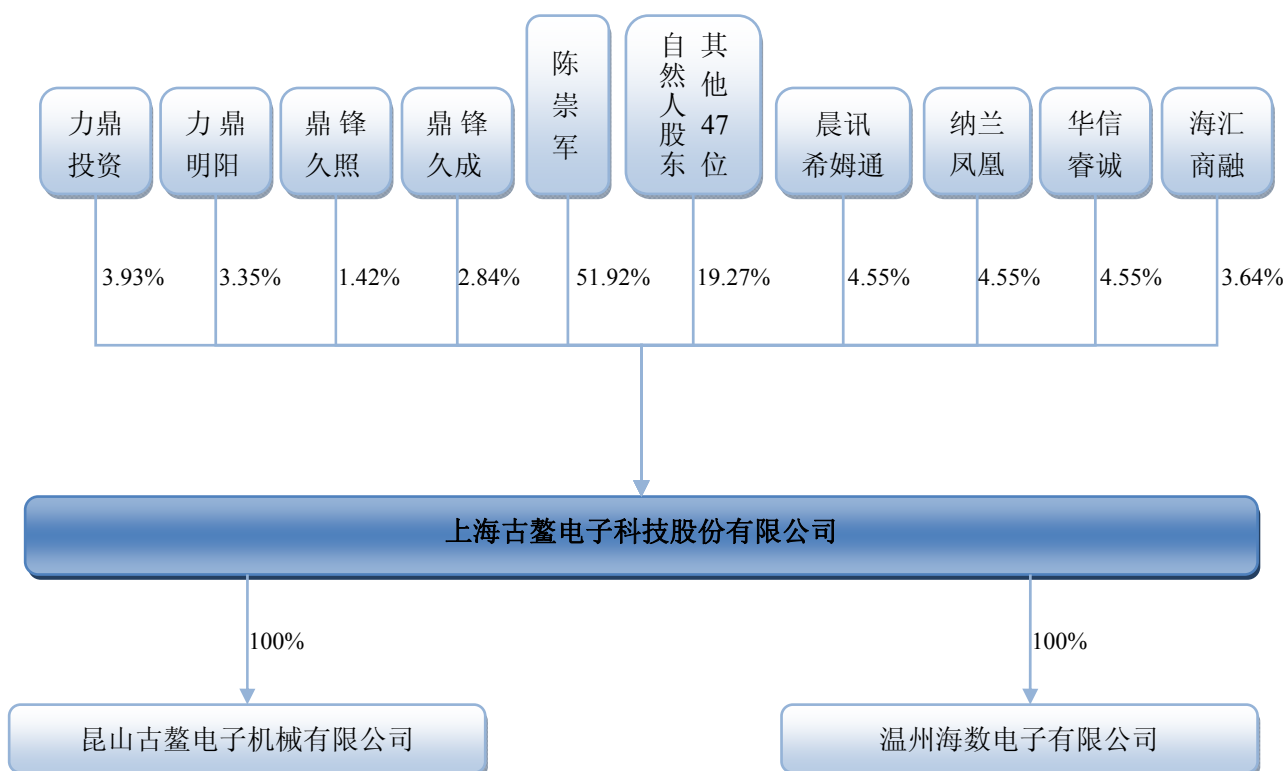 力鼎
投资
力 鼎
明阳
鼎 锋
久照
鼎 锋
久成
陈崇军
其他47位
自然人股东
晨讯
希姆通
纳兰
凤凰
华信
睿诚
海汇
商融
3.93%
3.35%
1.42%
2.84%
51.92%
19.27%
4.55%
4.55%
4.55%
3.64%
上海古鳌电子科技股份有限公司
100%
100%
昆山古鳌电子机械有限公司
温州海数电子有限公司